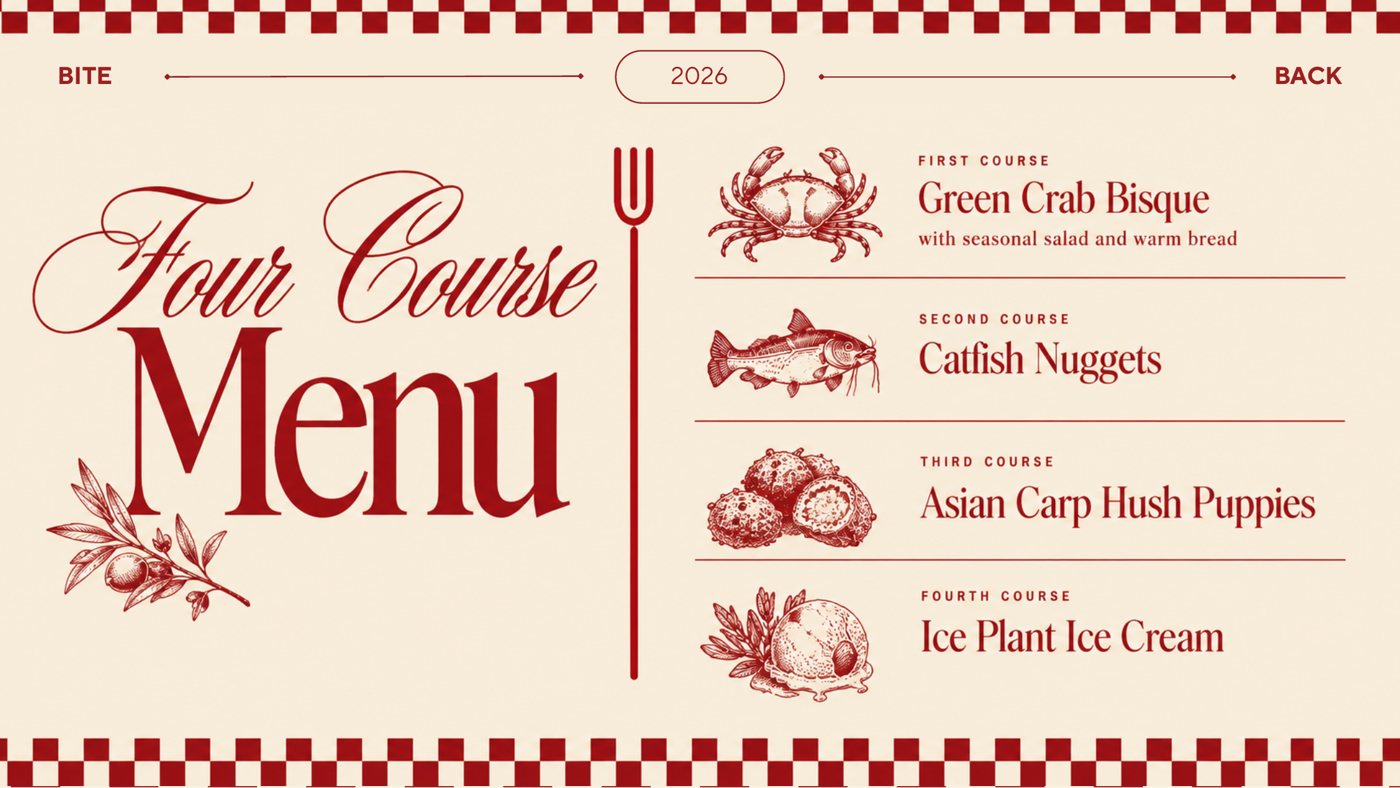 BITE
2026
BACK
Four Course
Menu
FIRST COURSE
Green Crab Bisque
with seasonal salad and warm bread
SECOND COURSE
Catfish Nuggets
THIRD COURSE
Asian Carp Hush Puppies
FOURTH COURSE
Ice Plant Ice Cream